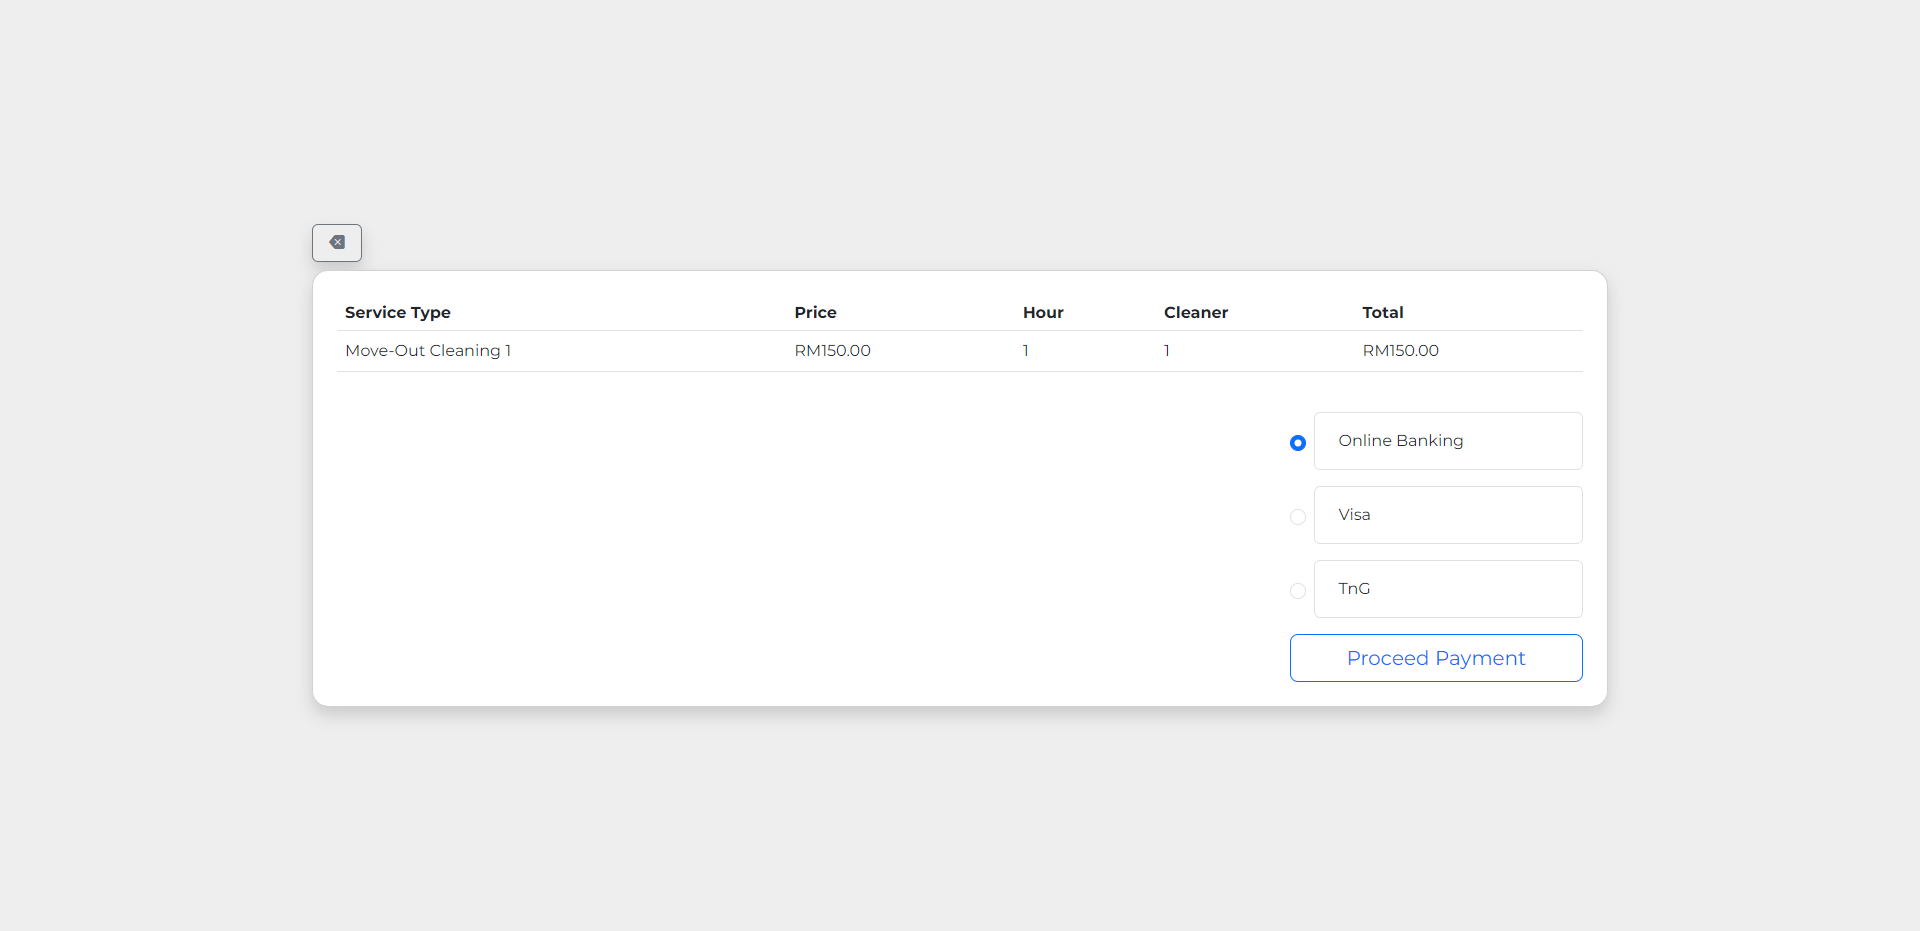 Service Type Price Hour Cleaner Total
Move-Out Cleaning 1 RM150.00 1 1 RM150.00
Online Banking
Visa
TnG
Proceed Payment